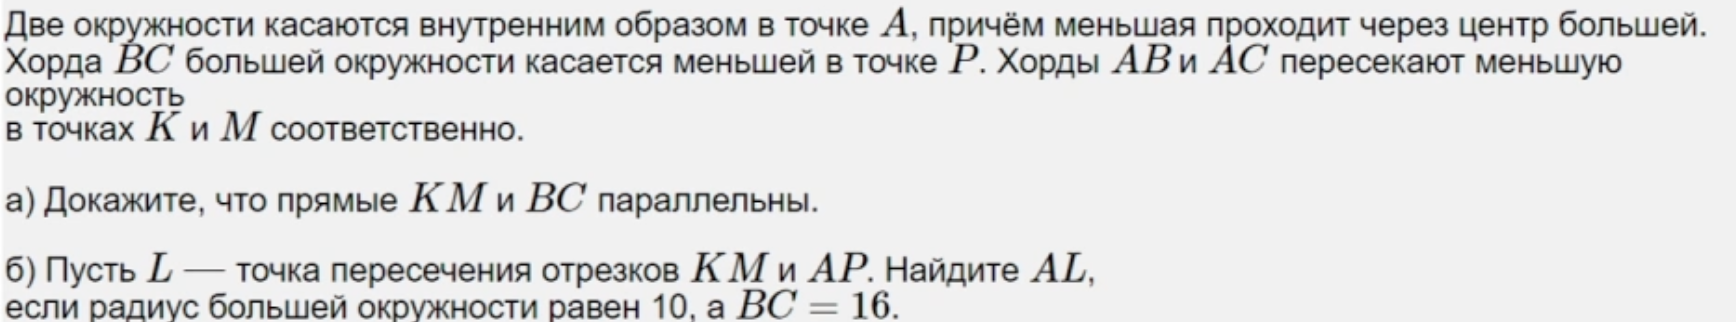 Две окружности касаются внутренним образом в точке A, причём меньшая проходит через центр большей.
Хорда BC большей окружности касается меньшей в точке P. Хорды AB и AC пересекают меньшую
окружность
в точках K и M соответственно.
а) Докажите, что прямые KM и BC параллельны.
б) Пусть L — точка пересечения отрезков KM и AP. Найдите AL,
если радиус большей окружности равен 10, а BC = 16.